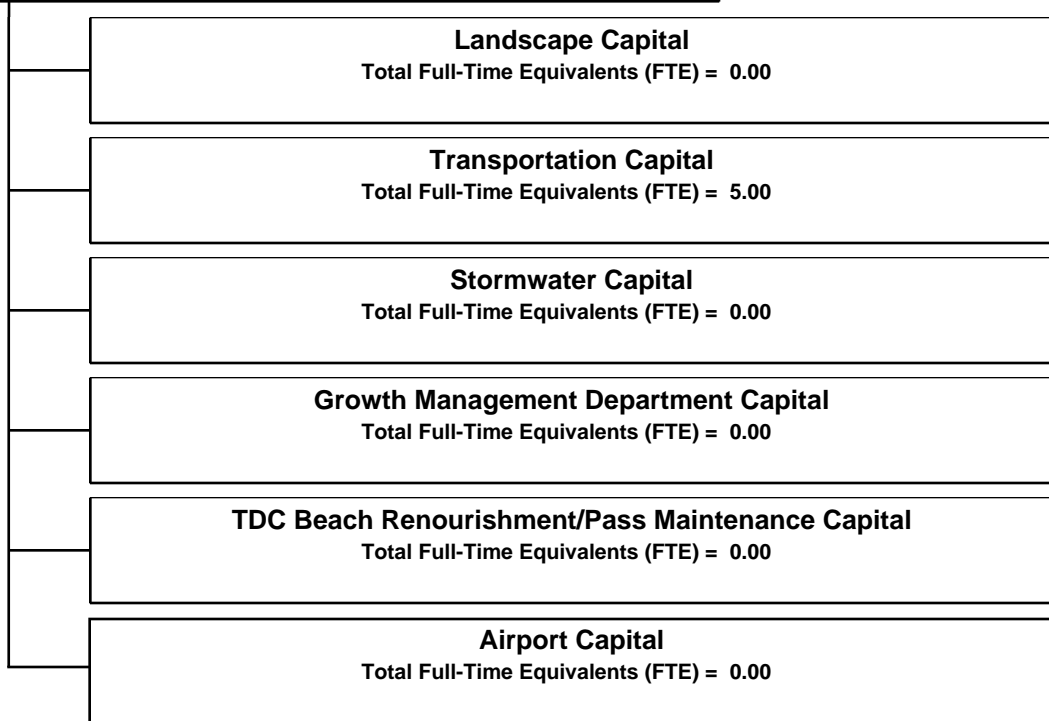 Landscape Capital
Total Full-Time Equivalents (FTE) = 0.00
Transportation Capital
Total Full-Time Equivalents (FTE) = 5.00
Stormwater Capital
Total Full-Time Equivalents (FTE) = 0.00
Growth Management Department Capital
Total Full-Time Equivalents (FTE) = 0.00
TDC Beach Renourishment/Pass Maintenance Capital
Total Full-Time Equivalents (FTE) = 0.00
Airport Capital
Total Full-Time Equivalents (FTE) = 0.00